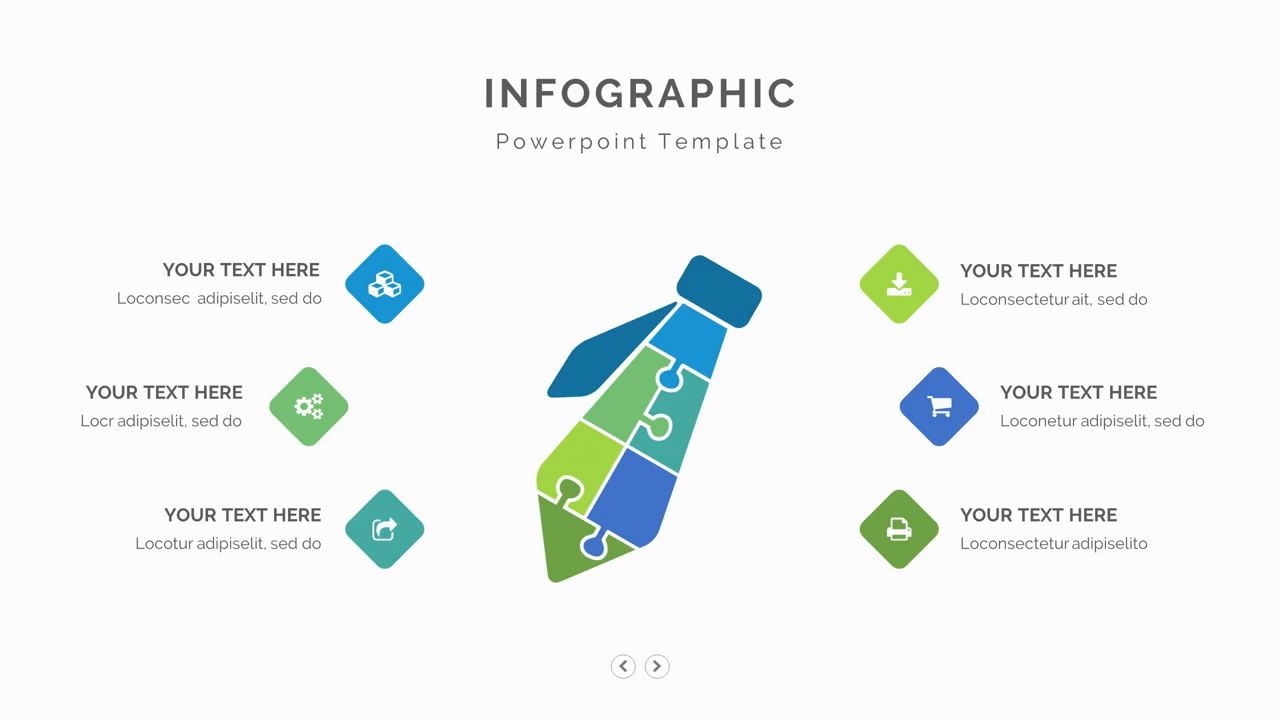 INFOGRAPHIC
Powerpoint Template
YOUR TEXT HERE
Loconsec adipiselit, sed do
YOUR TEXT HERE
Locr adipiselit, sed do
YOUR TEXT HERE
Locotur adipiselit, sed do
YOUR TEXT HERE
Loconsectetur ait, sed do
YOUR TEXT HERE
Loconetur adipiselit, sed do
YOUR TEXT HERE
Loconsectetur adipiselito